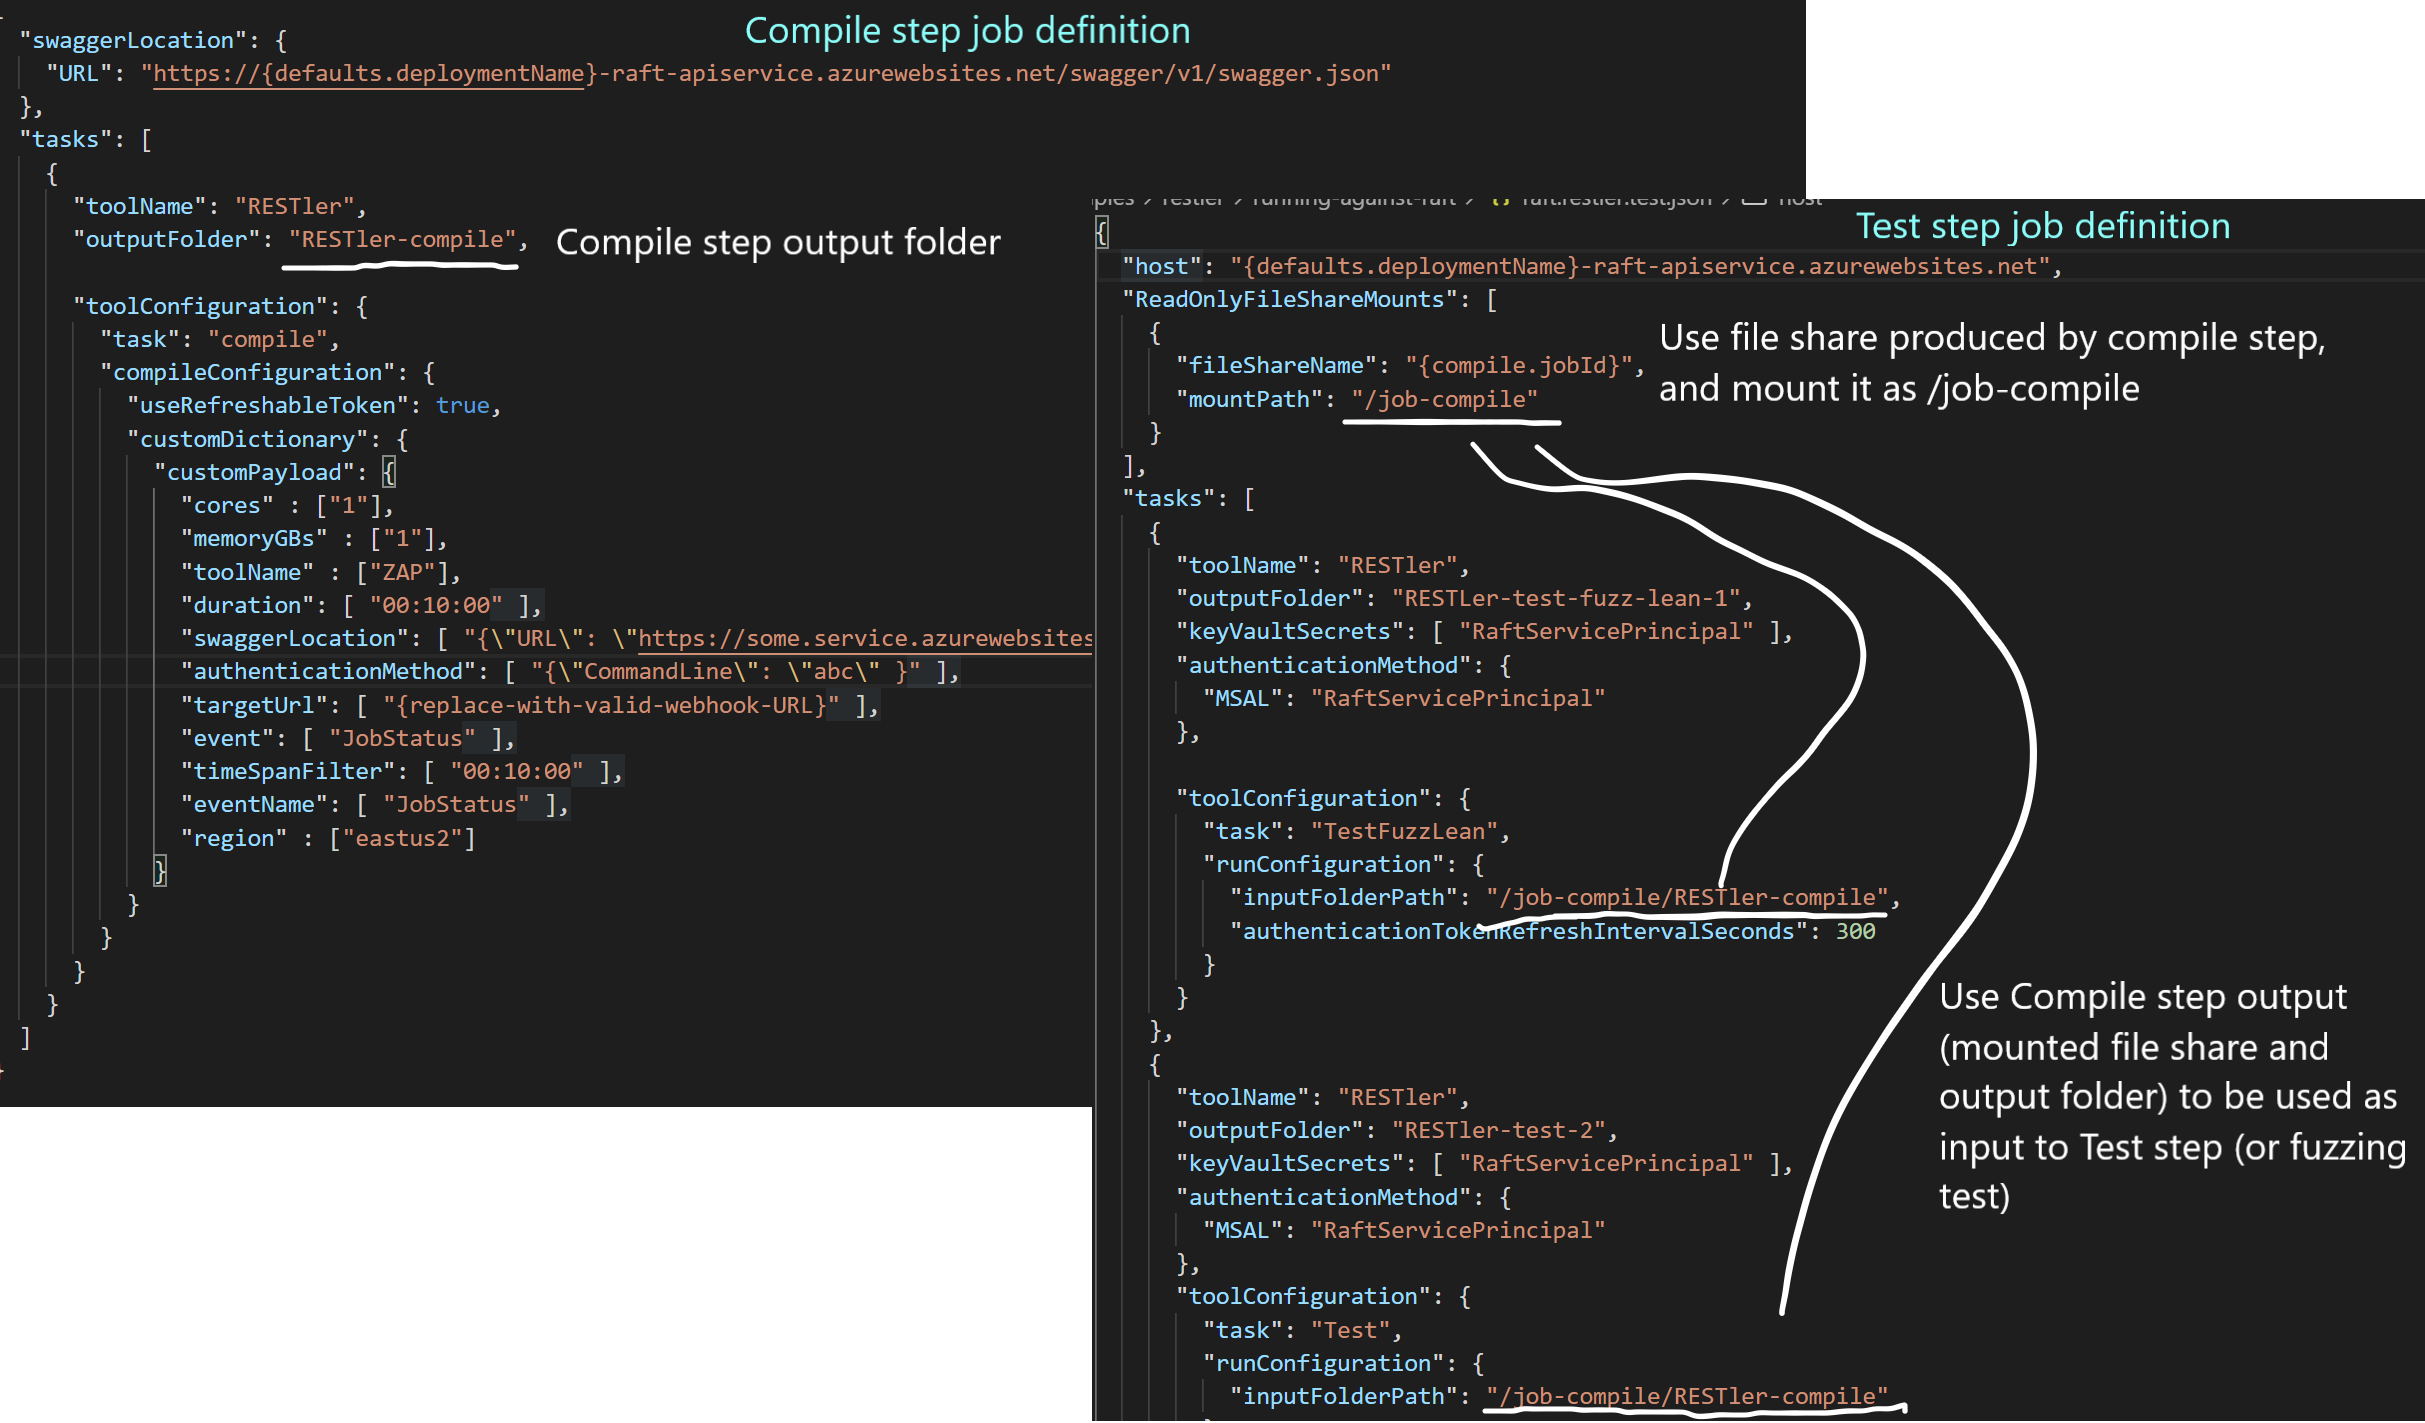 Compile step job definition
"swaggerLocation": {
"URL": "https://{defaults.deploymentName}-raft-apiservice.azurewebsites.net/swagger/v1/swagger.json"
},
"tasks": [
{
"toolName": "RESTler",
"outputFolder": "RESTler-compile",
Compile step output folder
"toolConfiguration": {
"task": "compile",
"compileConfiguration": {
"useRefreshableToken": true,
"customDictionary": {
"customPayload": {
"cores" : ["1"],
"memoryGBs" : ["1"],
"toolName" : ["ZAP"],
"duration": [ "00:10:00" ],
"swaggerLocation": [ "{\"URL\": \"https://some.service.azurewebsites
"authenticationMethod": [ "{\"CommandLine\": \"abc\" }" ],
"targetUrl": [ "{replace-with-valid-webhook-URL}" ],
"event": [ "JobStatus" ],
"timeSpanFilter": [ "00:10:00" ],
"eventName": [ "JobStatus" ],
"region" : ["eastus2"]
}
}
}
}
}
]
ples > restler > running-against-raft > {} raft.restler.test.json > host
Test step job definition
{
"host": "{defaults.deploymentName}-raft-apiservice.azurewebsites.net",
"ReadOnlyFileShareMounts": [
{
"fileShareName": "{compile.jobId}",
"mountPath": "/job-compile"
}
],
Use file share produced by compile step,
and mount it as /job-compile
"tasks": [
{
"toolName": "RESTler",
"outputFolder": "RESTLer-test-fuzz-lean-1",
"keyVaultSecrets": [ "RaftServicePrincipal" ],
"authenticationMethod": {
"MSAL": "RaftServicePrincipal"
},
"toolConfiguration": {
"task": "TestFuzzLean",
"runConfiguration": {
"inputFolderPath": "/job-compile/RESTler-compile",
"authenticationTokenRefreshIntervalSeconds": 300
}
}
},
{
"toolName": "RESTler",
"outputFolder": "RESTler-test-2",
"keyVaultSecrets": [ "RaftServicePrincipal" ],
"authenticationMethod": {
"MSAL": "RaftServicePrincipal"
},
"toolConfiguration": {
"task": "Test",
"runConfiguration": {
"inputFolderPath": "/job-compile/RESTler-compile"
Use Compile step output
(mounted file share and
output folder) to be used as
input to Test step (or fuzzing
test)